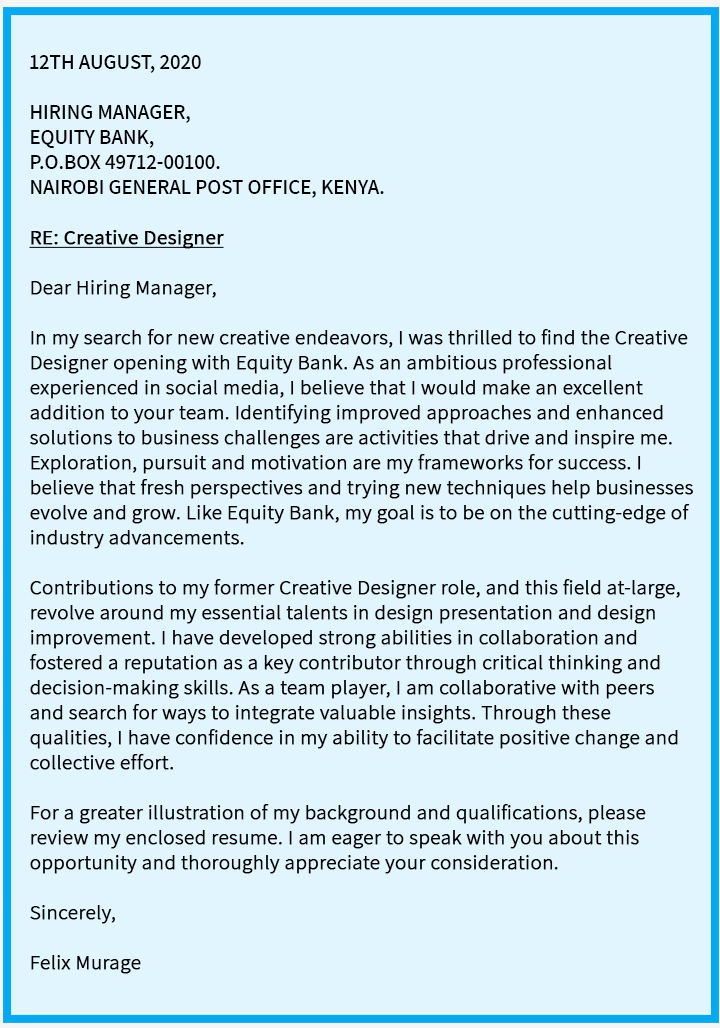 12TH AUGUST, 2020
HIRING MANAGER,
EQUITY BANK,
P.O.BOX 49712-00100.
NAIROBI GENERAL POST OFFICE, KENYA.
RE: Creative Designer
Dear Hiring Manager,
In my search for new creative endeavors, I was thrilled to find the Creative
Designer opening with Equity Bank. As an ambitious professional
experienced in social media, I believe that I would make an excellent
addition to your team. Identifying improved approaches and enhanced
solutions to business challenges are activities that drive and inspire me.
Exploration, pursuit and motivation are my frameworks for success. I
believe that fresh perspectives and trying new techniques help businesses
evolve and grow. Like Equity Bank, my goal is to be on the cutting-edge of
industry advancements.
Contributions to my former Creative Designer role, and this field at-large,
revolve around my essential talents in design presentation and design
improvement. I have developed strong abilities in collaboration and
fostered a reputation as a key contributor through critical thinking and
decision-making skills. As a team player, I am collaborative with peers
and search for ways to integrate valuable insights. Through these
qualities, I have confidence in my ability to facilitate positive change and
collective effort.
For a greater illustration of my background and qualifications, please
review my enclosed resume. I am eager to speak with you about this
opportunity and thoroughly appreciate your consideration.
Sincerely,
Felix Murage